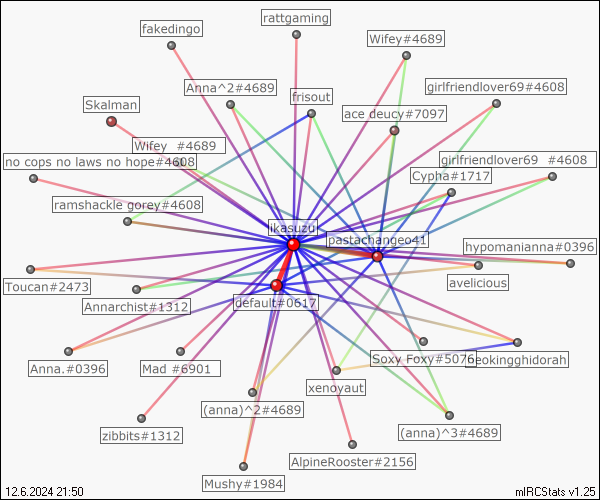 rattgaming
fakedingo
Wifey#4689
Anna^2#4689
girlfriendlover69#4608
frisout
Skalman
ace deucy#7097
Wifey #4689
no cops no laws no hope#4608
girlfriendlover69 #4608
Cypha#1717
ramshackle gorey#4608
ikasuzu
pastachangeo41
hypomanianna#0396
Toucan#2473
avelicious
Annarchist#1312
default#0617
Anna.#0396
Mad #6901
Soxy Foxy#5076
xenoyaut
(anna)^2#4689
zibbits#1312
(anna)^3#4689
AlpineRooster#2156
Mushy#1984
12.6.2024 21:50
mIRCStats v1.25